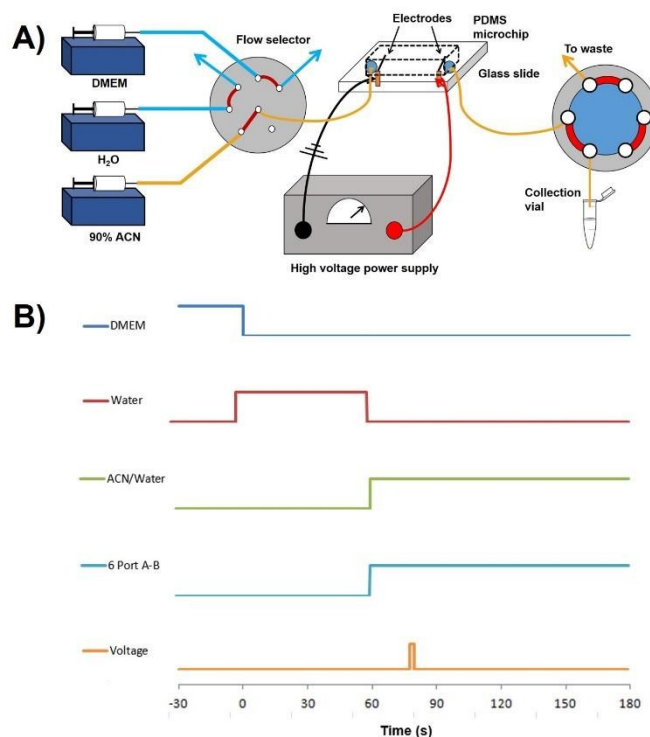 A)
DMEM
H₂O
90% ACN
Flow selector
Electrodes
PDMS
microchip
Glass slide
High voltage power supply
To waste
Collection
vial
B)
DMEM
Water
ACN/Water
6 Port A-B
Voltage
-30 0 30 60 90 120 150 180
Time (s)